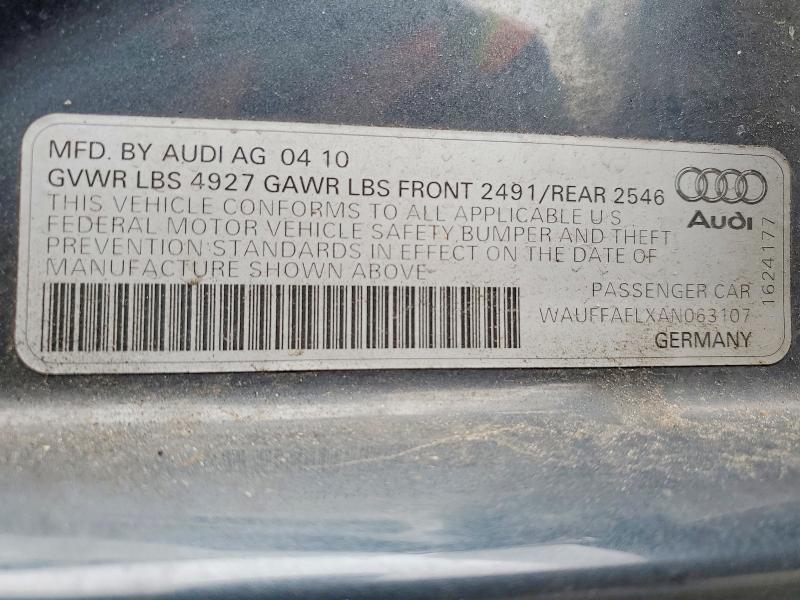 MFD. BY AUDI AG 04 10
GVWR LBS 4927 GAWR LBS FRONT 2491/REAR 2546
THIS VEHICLE CONFORMS TO ALL APPLICABLE U S
FEDERAL MOTOR VEHICLE SAFETY BUMPER AND THEFT
PREVENTION STANDARDS IN EFFECT ON THE DATE OF
MANUFACTURE SHOWN ABOVE
Audi
1624177
PASSENGER CAR
WAUFFAFLXAN063107
GERMANY